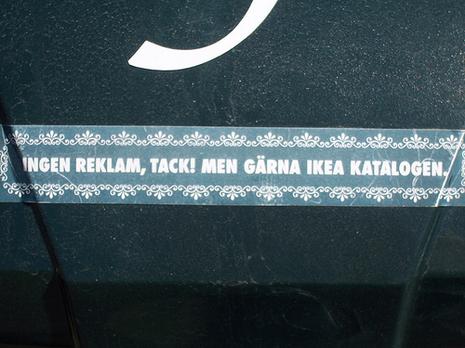 INGEN REKLAM, TACK! MEN GÄRNA IKEA KATALOGEN.